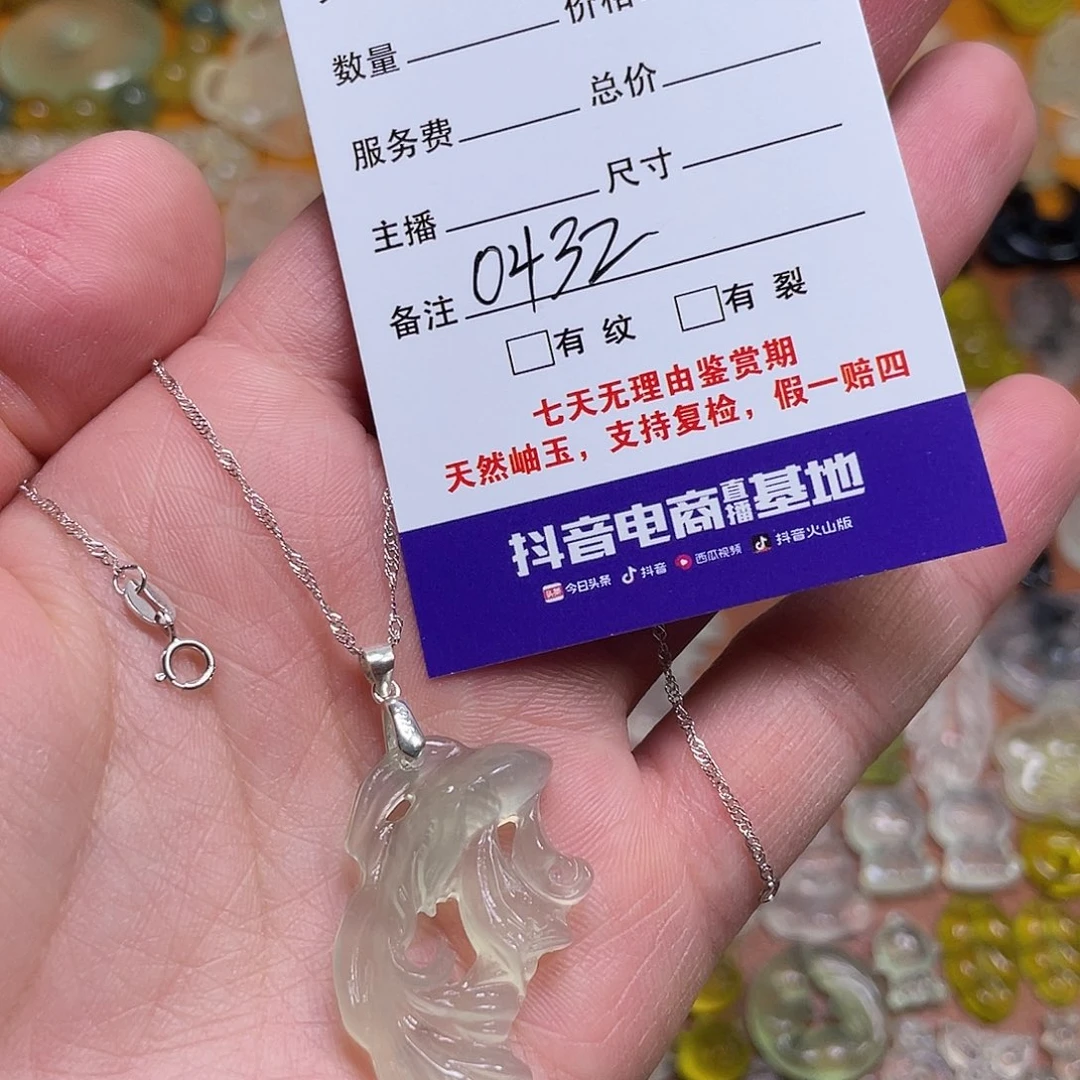 数量 价格
服务费 总价
主播 尺寸
备注 0432
有纹 有裂
七天无理由鉴赏期
天然岫玉，支持复检，假一赔四
抖音电商直播基地
头条 今日头条 抖音 西瓜视频 抖音火山版